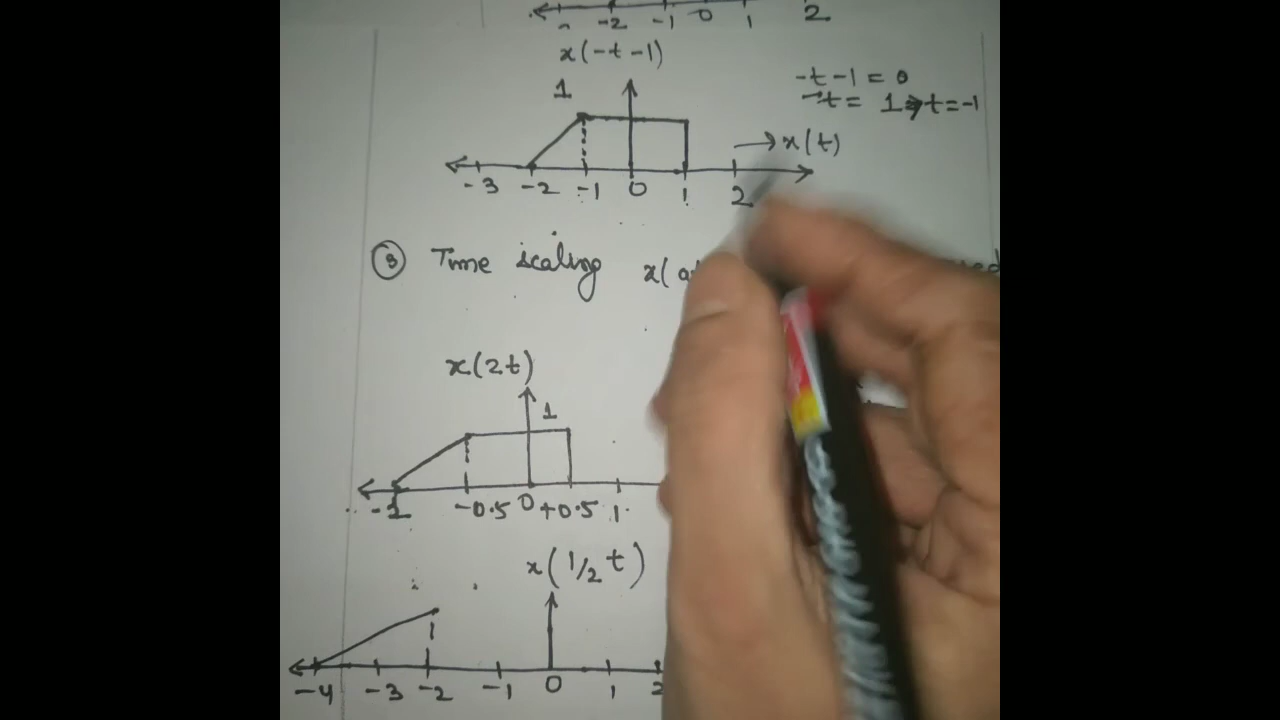 -2 -1 0 1 2
x(-t-1)
-t-1=0
-t= 1⇒t=-1
1
→x(t)
-3 -2 -1 0 1 2
③ Time scaling x(a
x(2t)
1
-1 -0.5 0 +0.5 1
x(1/2 t)
-4 -3 -2 -1 0 1 2